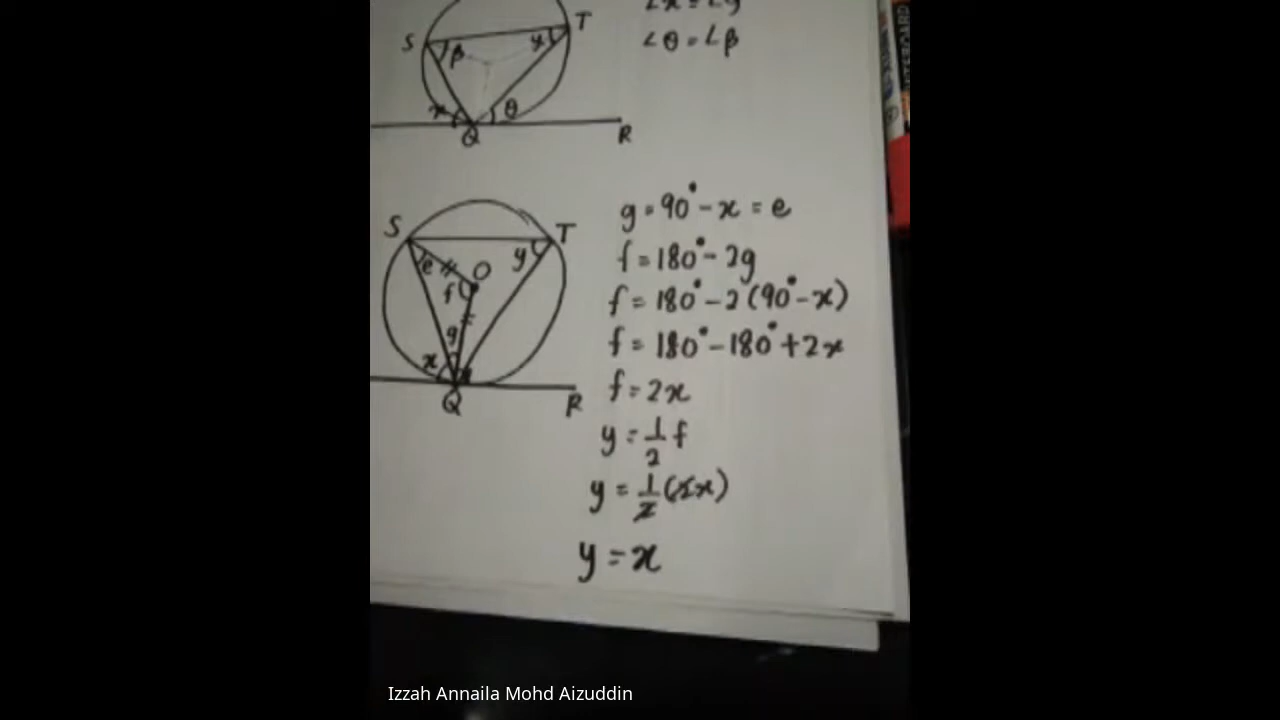 ∠x = ∠y
∠θ = ∠β
S
T
β
y
x
θ
Q
R
S
T
e
O
y
f
g
x
Q
R
g = 90° - x = e
f = 180° - 2g
f = 180° - 2(90° - x)
f = 180° - 180° + 2x
f = 2x
y = 1/2 f
y = 1/2 (2x)
y = x
Izzah Annaila Mohd Aizuddin